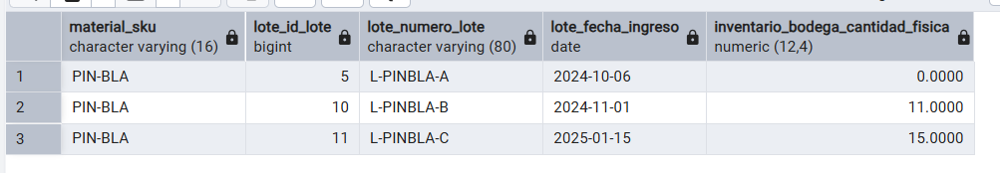 material_sku lote_id_lote lote_numero_lote lote_fecha_ingreso inventario_bodega_cantidad_fisica
character varying (16) bigint character varying (80) date numeric (12,4)
1 PIN-BLA 5 L-PINBLA-A 2024-10-06 0.0000
2 PIN-BLA 10 L-PINBLA-B 2024-11-01 11.0000
3 PIN-BLA 11 L-PINBLA-C 2025-01-15 15.0000